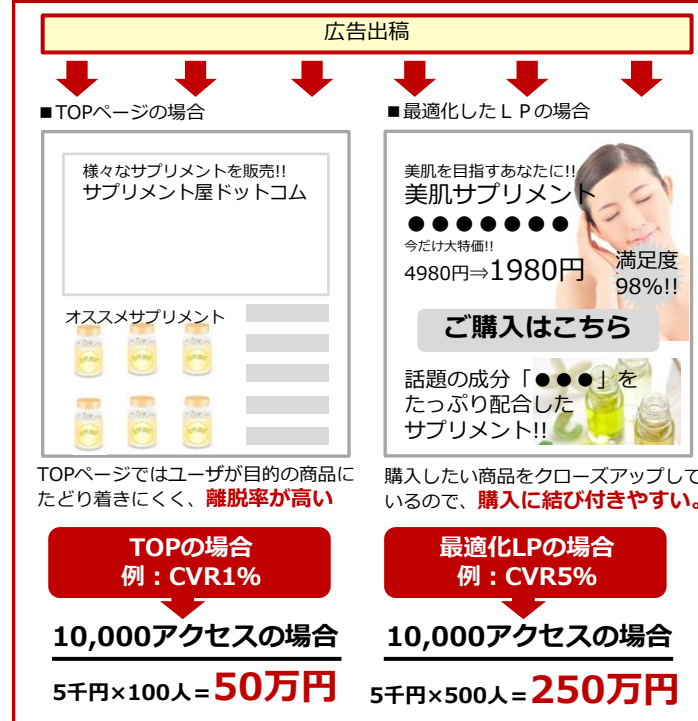 広告出稿
■TOPページの場合
様々なサプリメントを販売!!
サプリメント屋ドットコム
オススメサプリメント
TOPページではユーザが目的の商品に
たどり着きにくく、離脱率が高い
TOPの場合
例：CVR1%
10,000アクセスの場合
5千円×100人＝50万円
■最適化したＬＰの場合
美肌を目指すあなたに!!
美肌サプリメント
●●●●●●●
今だけ大特価!!
4980円⇒1980円
満足度
98%!!
ご購入はこちら
話題の成分「●●●」を
たっぷり配合した
サプリメント!!
購入したい商品をクローズアップして
いるので、購入に結び付きやすい。
最適化LPの場合
例：CVR5%
10,000アクセスの場合
5千円×500人＝250万円